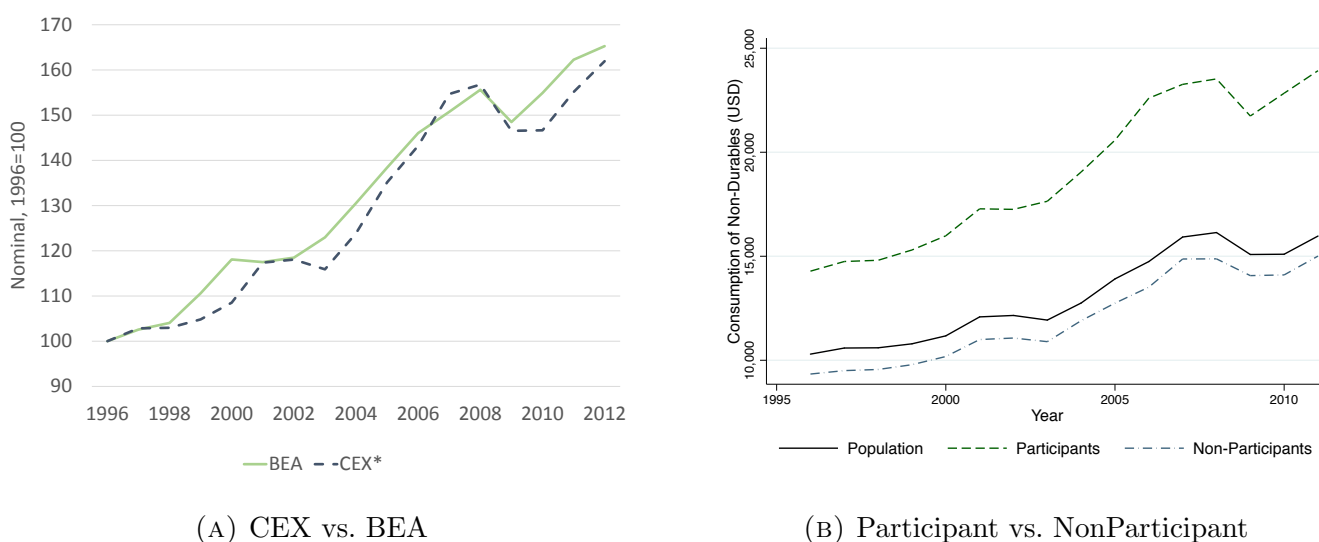 170
160
150
140
130
120
110
100
90
Nominal, 1996=100
1996 1998 2000 2002 2004 2006 2008 2010 2012
BEA CEX*
(A) CEX vs. BEA
25,000
20,000
15,000
10,000
Consumption of Non-Durables (USD)
1995 2000 2005 2010
Year
Population Participants Non-Participants
(B) Participant vs. NonParticipant